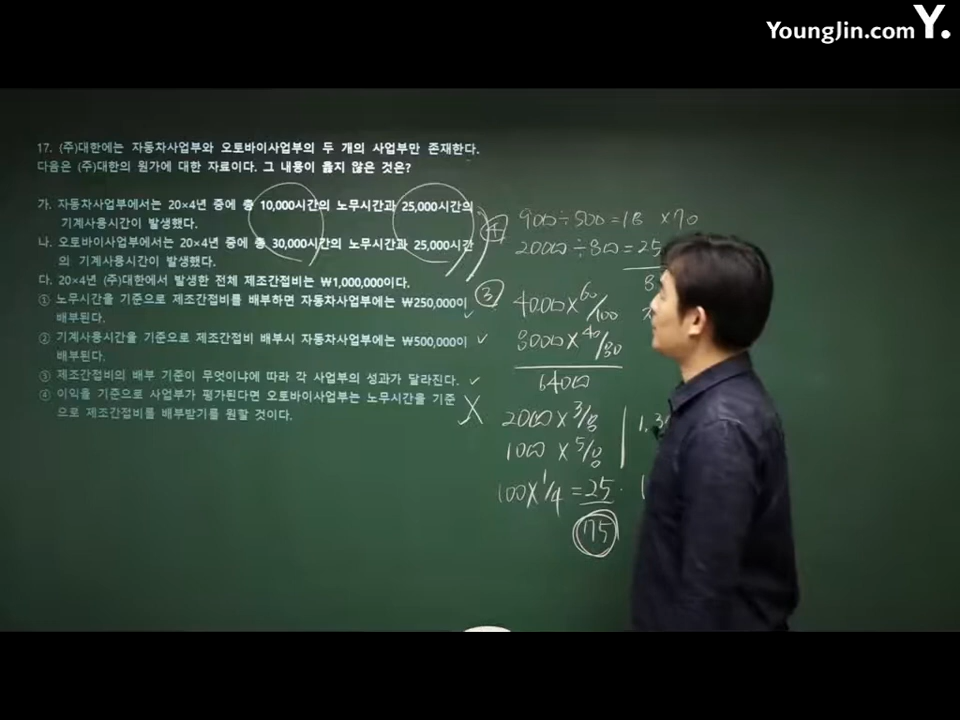 YoungJin.com Y.
17. (주)대한에는 자동차사업부와 오토바이사업부의 두 개의 사업부만 존재한다.
다음은 (주)대한의 원가에 대한 자료이다. 그 내용이 옳지 않은 것은?
가. 자동차사업부에서는 20×4년 중에 총 10,000시간의 노무시간과 25,000시간의
기계사용시간이 발생했다.
나. 오토바이사업부에서는 20×4년 중에 총 30,000시간의 노무시간과 25,000시간
의 기계사용시간이 발생했다.
다. 20×4년 (주)대한에서 발생한 전체 제조간접비는 ₩1,000,000이다.
① 노무시간을 기준으로 제조간접비를 배부하면 자동차사업부에는 ₩250,000이
배부된다.
② 기계사용시간을 기준으로 제조간접비 배부시 자동차사업부에는 ₩500,000이
배부된다.
③ 제조간접비의 배부 기준이 무엇이냐에 따라 각 사업부의 성과가 달라진다.
④ 이익을 기준으로 사업부가 평가된다면 오토바이사업부는 노무시간을 기준
으로 제조간접비를 배부받기를 원할 것이다.
④ 900÷500=18 ×70
2000÷80=25
③ 4000×60/100
3000×40/30
6400
2000×3/8
1000×5/
100×1/4=25
175